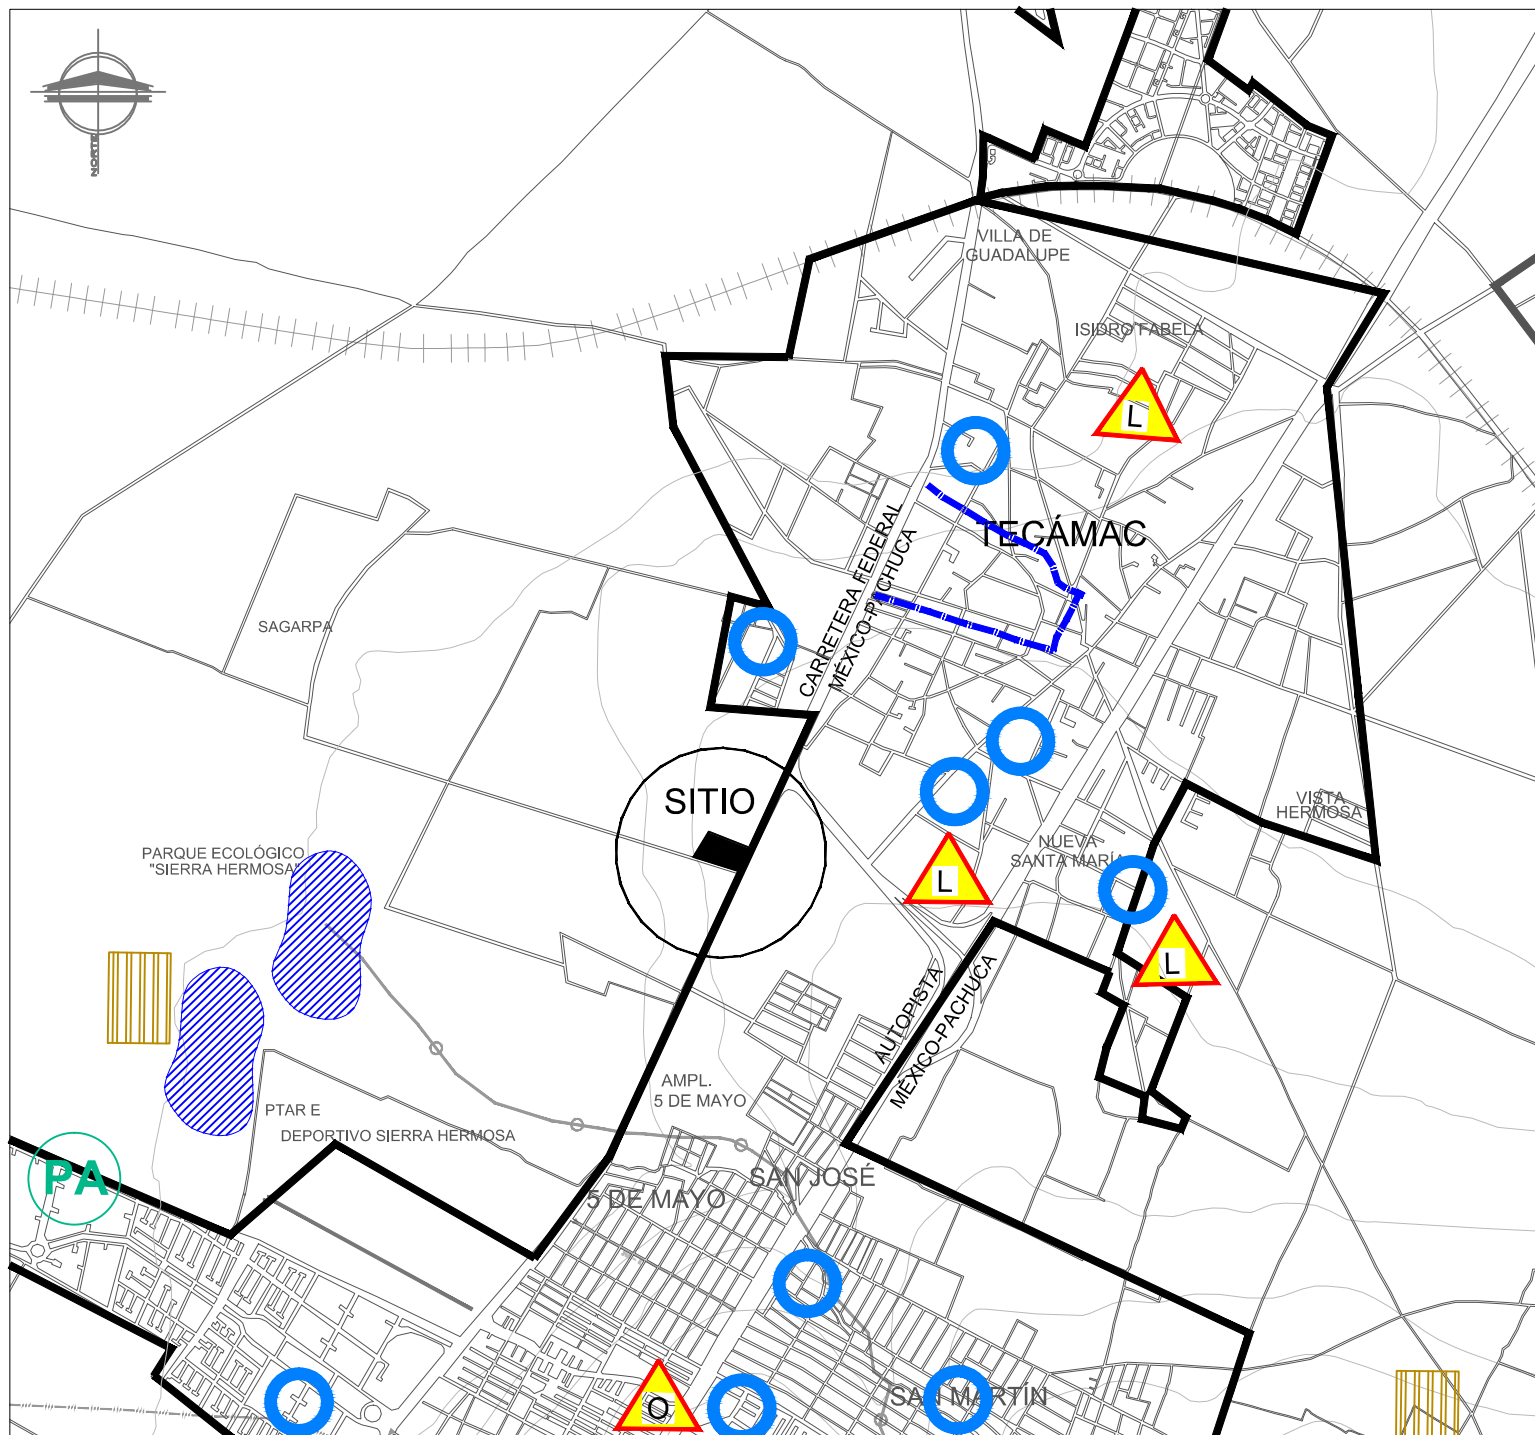 NORTE
VILLA DE
GUADALUPE
ISIDRO FABELA
L
TECÁMAC
CARRETERA FEDERAL
MÉXICO-PACHUCA
SAGARPA
SITIO
VISTA
HERMOSA
NUEVA
SANTA MARÍA
L
PARQUE ECOLÓGICO
"SIERRA HERMOSA"
L
AUTOPISTA
MÉXICO-PACHUCA
AMPL.
5 DE MAYO
PTAR E
DEPORTIVO SIERRA HERMOSA
PA
SAN JOSÉ
5 DE MAYO
SAN MARTÍN
O